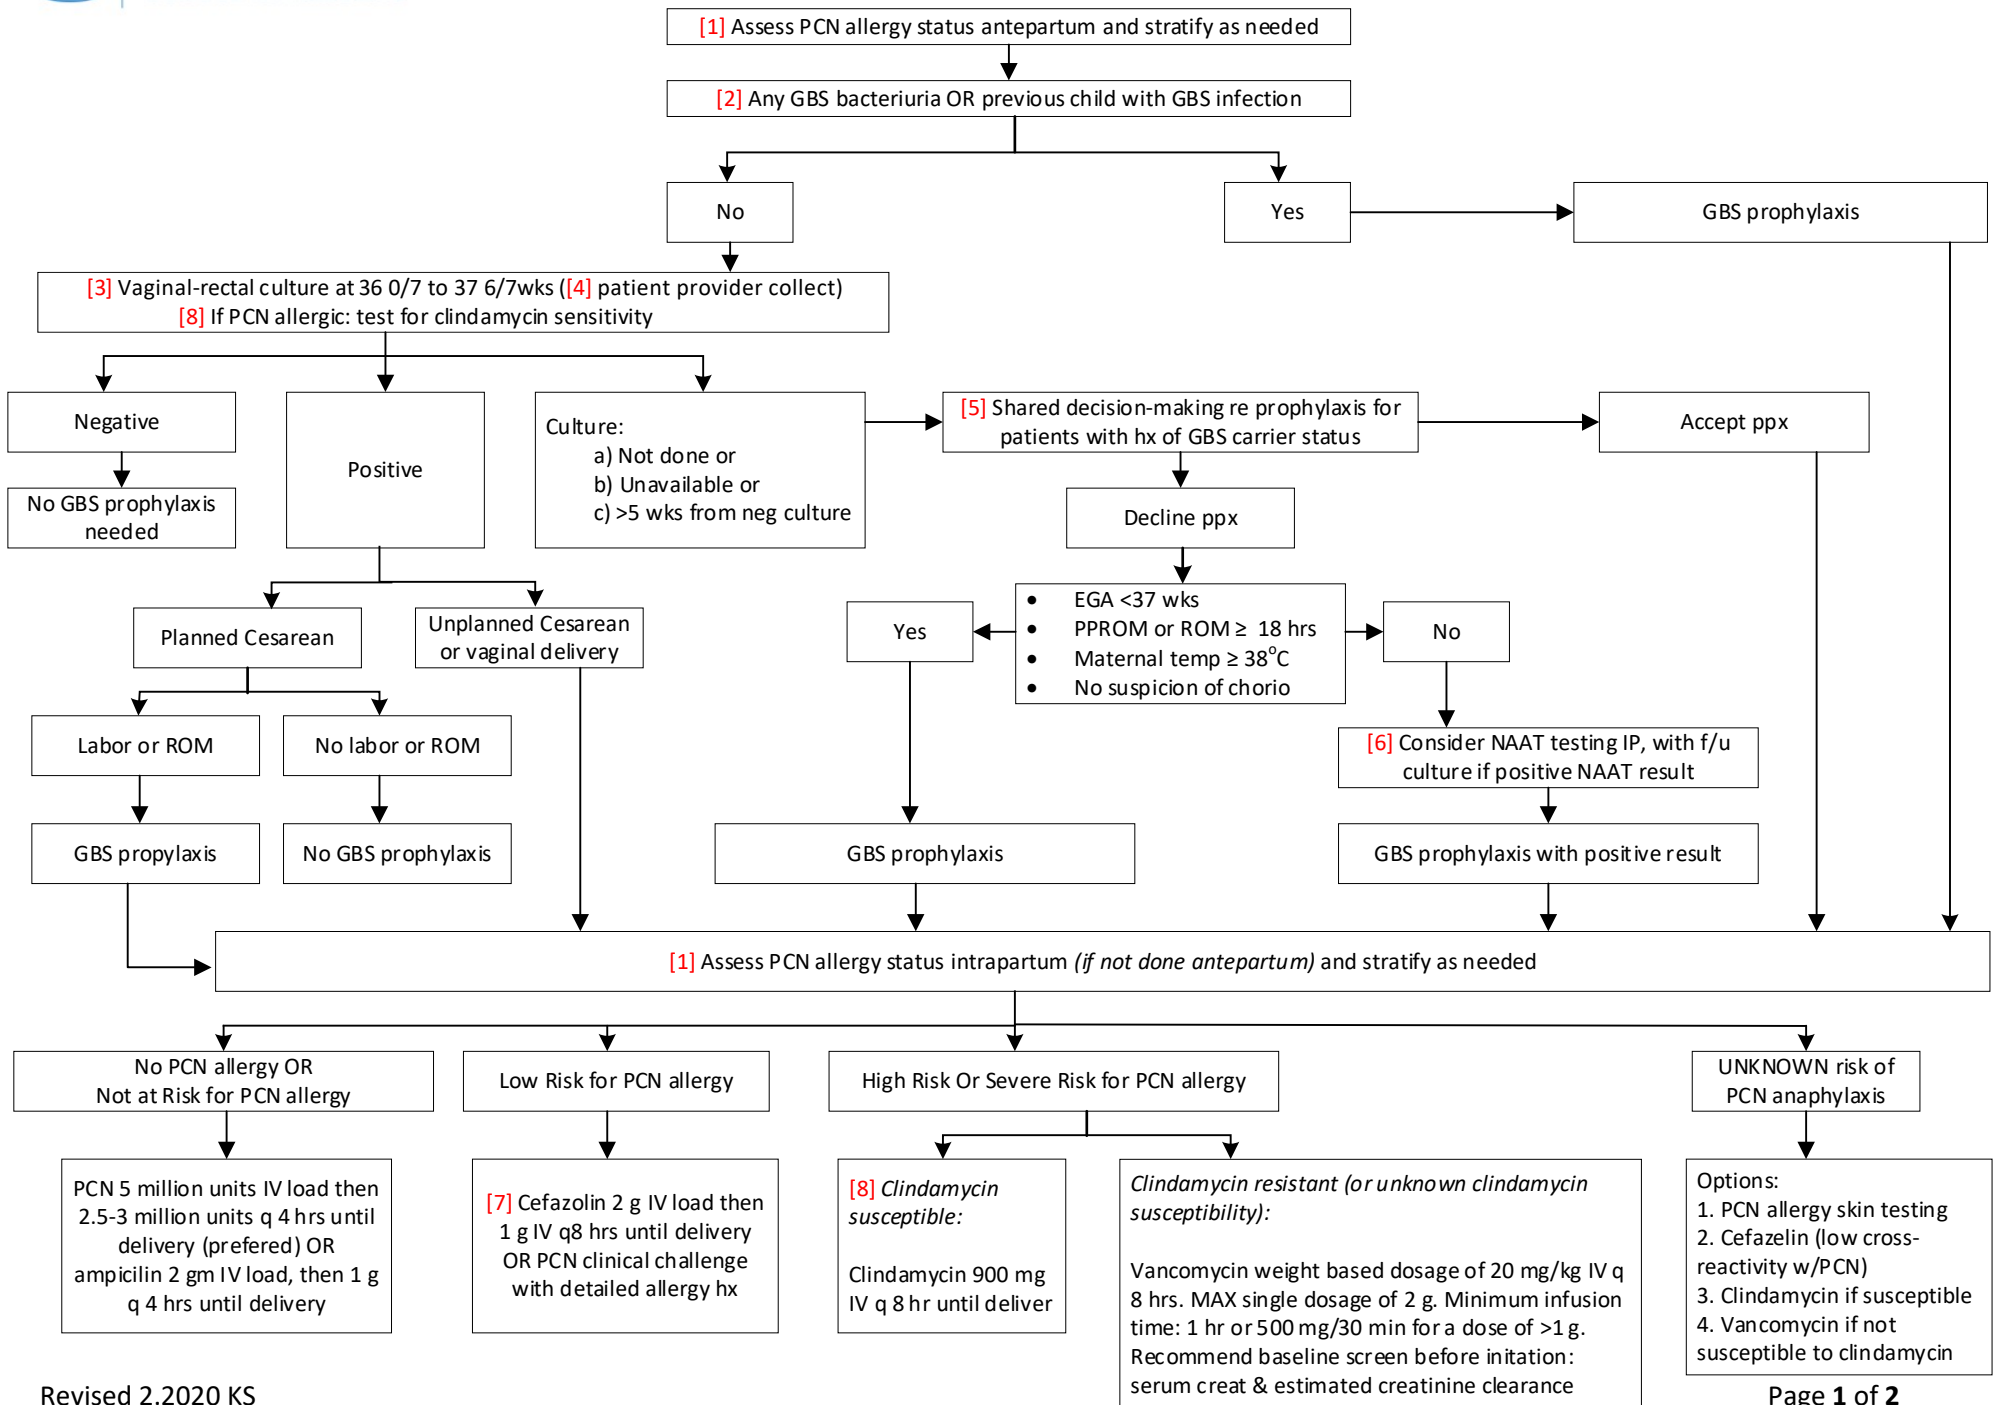 [1] Assess PCN allergy status antepartum and stratify as needed
[2] Any GBS bacteriuria OR previous child with GBS infection
No
Yes
GBS prophylaxis
[3] Vaginal-rectal culture at 36 0/7 to 37 6/7wks ([4] patient provider collect)
[8] If PCN allergic: test for clindamycin sensitivity
Negative
No GBS prophylaxis
needed
Positive
Culture:
a) Not done or
b) Unavailable or
c) >5 wks from neg culture
[5] Shared decision-making re prophylaxis for
patients with hx of GBS carrier status
Accept ppx
Decline ppx
• EGA <37 wks
• PPROM or ROM ≥ 18 hrs
• Maternal temp ≥ 38°C
• No suspicion of chorio
Yes
No
Planned Cesarean
Unplanned Cesarean
or vaginal delivery
Labor or ROM
No labor or ROM
[6] Consider NAAT testing IP, with f/u
culture if positive NAAT result
GBS propylaxis
No GBS prophylaxis
GBS prophylaxis
GBS prophylaxis with positive result
[1] Assess PCN allergy status intrapartum (if not done antepartum) and stratify as needed
No PCN allergy OR
Not at Risk for PCN allergy
Low Risk for PCN allergy
High Risk Or Severe Risk for PCN allergy
UNKNOWN risk of
PCN anaphylaxis
PCN 5 million units IV load then
2.5-3 million units q 4 hrs until
delivery (prefered) OR
ampicilin 2 gm IV load, then 1 g
q 4 hrs until delivery
[7] Cefazolin 2 g IV load then
1 g IV q8 hrs until delivery
OR PCN clinical challenge
with detailed allergy hx
[8] Clindamycin
susceptible:
Clindamycin 900 mg
IV q 8 hr until deliver
Clindamycin resistant (or unknown clindamycin
susceptibility):
Vancomycin weight based dosage of 20 mg/kg IV q
8 hrs. MAX single dosage of 2 g. Minimum infusion
time: 1 hr or 500 mg/30 min for a dose of >1 g.
Recommend baseline screen before initation:
serum creat & estimated creatinine clearance
Options:
1. PCN allergy skin testing
2. Cefazelin (low cross-
reactivity w/PCN)
3. Clindamycin if susceptible
4. Vancomycin if not
susceptible to clindamycin
Revised 2.2020 KS
Page 1 of 2